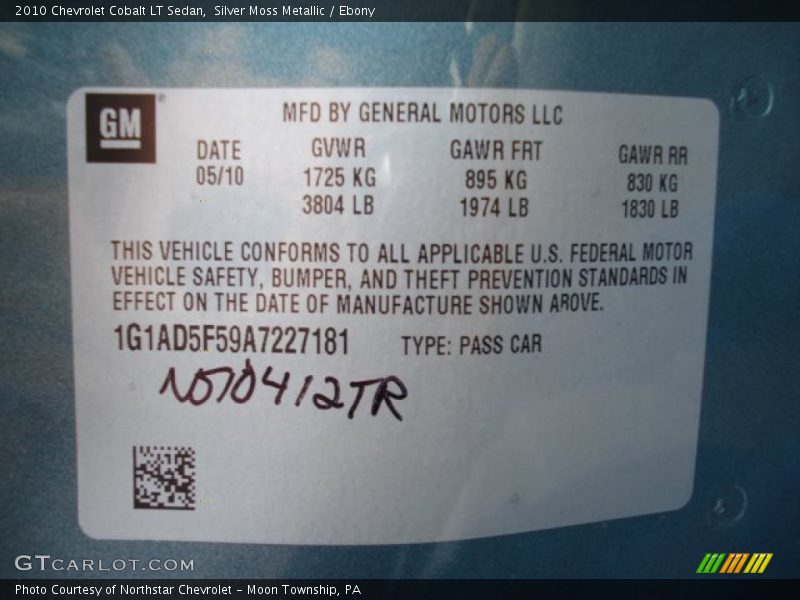 2010 Chevrolet Cobalt LT Sedan, Silver Moss Metallic / Ebony
GM
MFD BY GENERAL MOTORS LLC
DATE GVWR GAWR FRT GAWR RR
05/10 1725 KG 895 KG 830 KG
3804 LB 1974 LB 1830 LB
THIS VEHICLE CONFORMS TO ALL APPLICABLE U.S. FEDERAL MOTOR
VEHICLE SAFETY, BUMPER, AND THEFT PREVENTION STANDARDS IN
EFFECT ON THE DATE OF MANUFACTURE SHOWN ABOVE.
1G1AD5F59A7227181 TYPE: PASS CAR
N070412TR
GTCARLOT.COM
Photo Courtesy of Northstar Chevrolet - Moon Township, PA